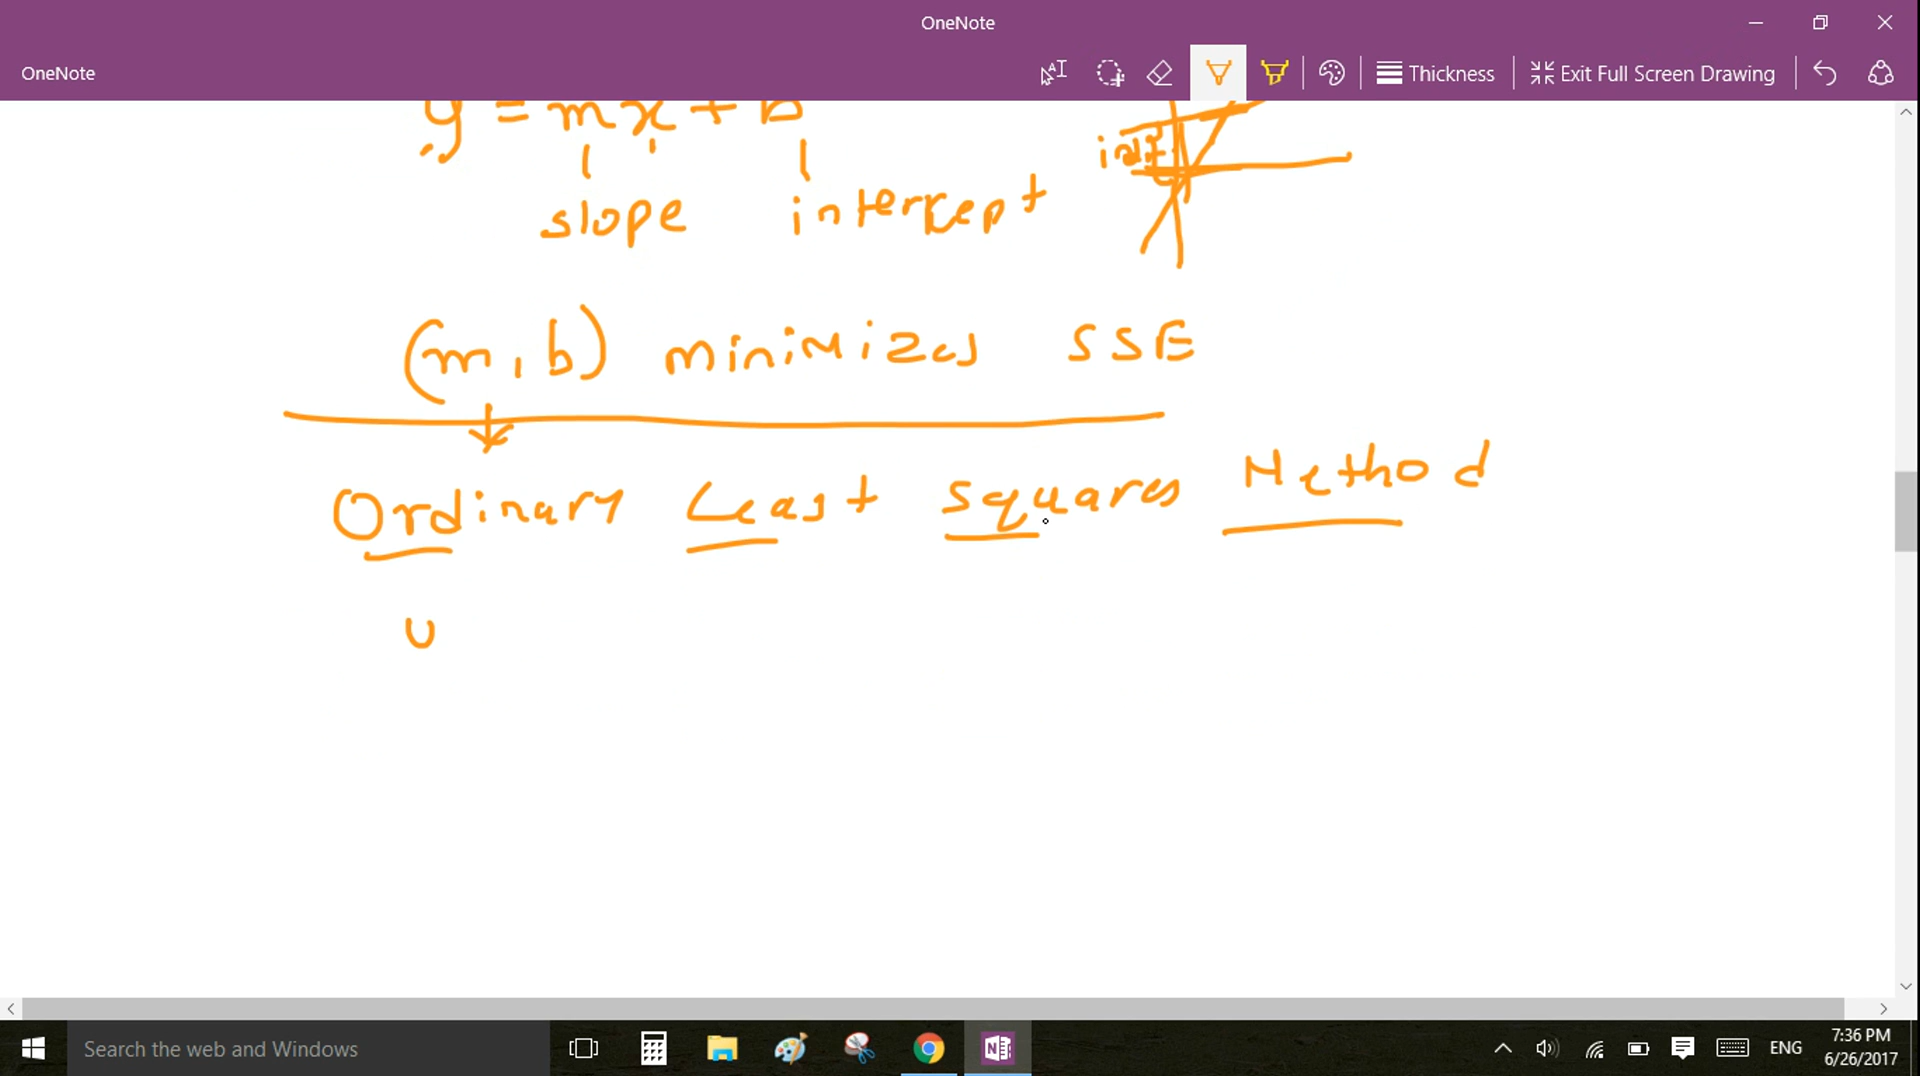 OneNote
OneNote
Thickness
Exit Full Screen Drawing
y = mx + b
slope intercept
int
(m, b) minimizes SSE
Ordinary Least Squares Method
U
Search the web and Windows
ENG
7:36 PM
6/26/2017